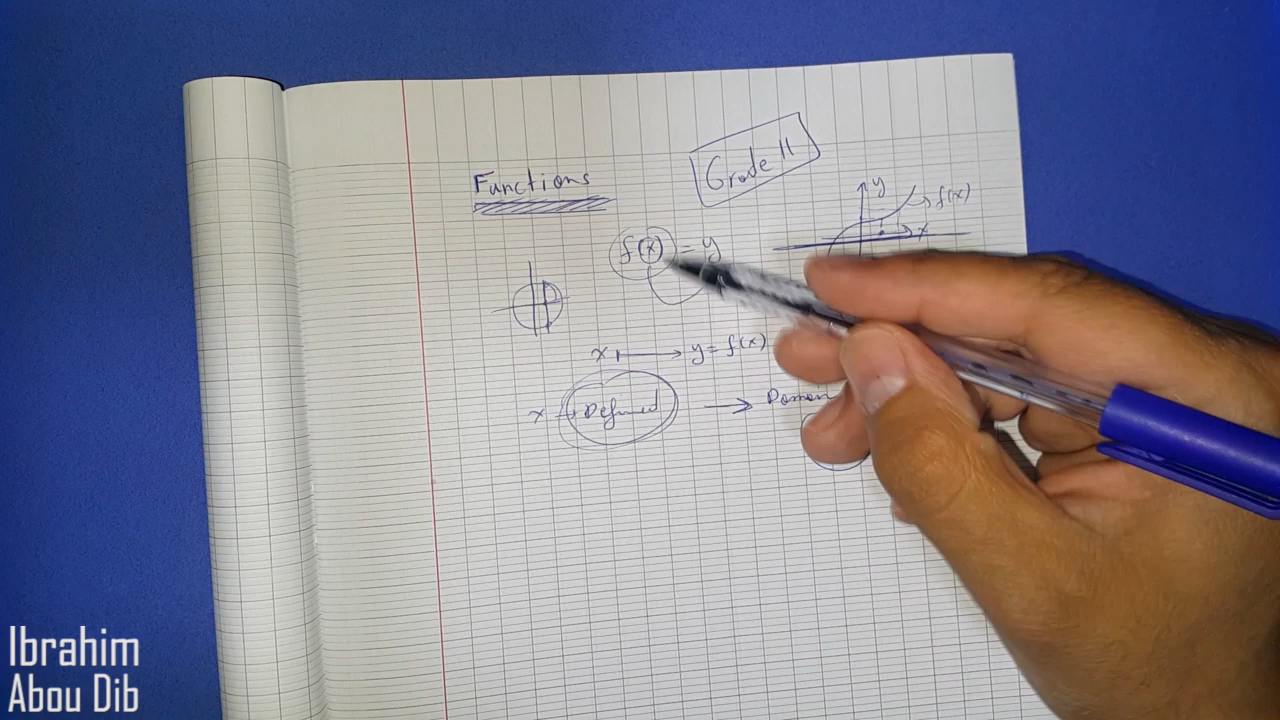 Grade 11
Functions
y
f(x)
x
f(x) = y
x ⟼ y = f(x)
x → Defined → Domain
Ibrahim
Abou Dib